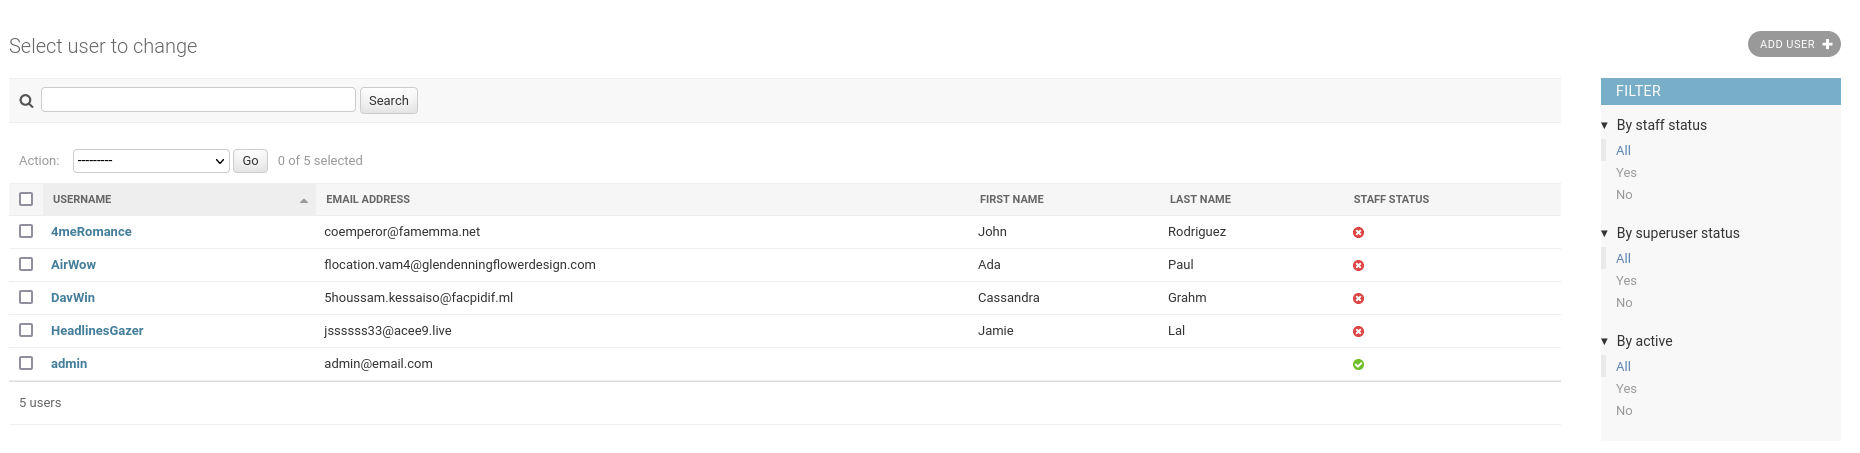 Select user to change
ADD USER
Search
FILTER
By staff status
All
Yes
No
By superuser status
All
Yes
No
By active
All
Yes
No
Action: --------- Go 0 of 5 selected
USERNAME EMAIL ADDRESS FIRST NAME LAST NAME STAFF STATUS
4meRomance coemperor@famemma.net John Rodriguez
AirWow flocation.vam4@glendenningflowerdesign.com Ada Paul
DavWin 5houssam.kessaiso@facpidif.ml Cassandra Grahm
HeadlinesGazer jssssss33@acee9.live Jamie Lal
admin admin@email.com
5 users